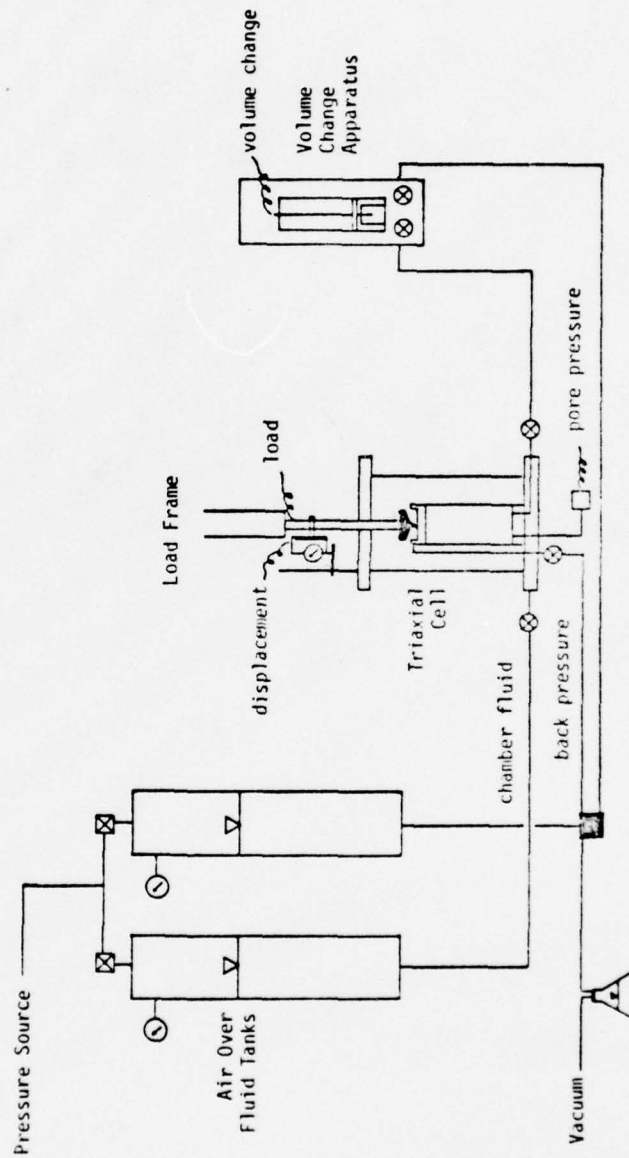 Pressure Source
Air Over
Fluid Tanks
Vacuum
Load Frame
displacement
load
Triaxial
Cell
chamber fluid
back pressure
pore pressure
volume change
Volume
Change
Apparatus